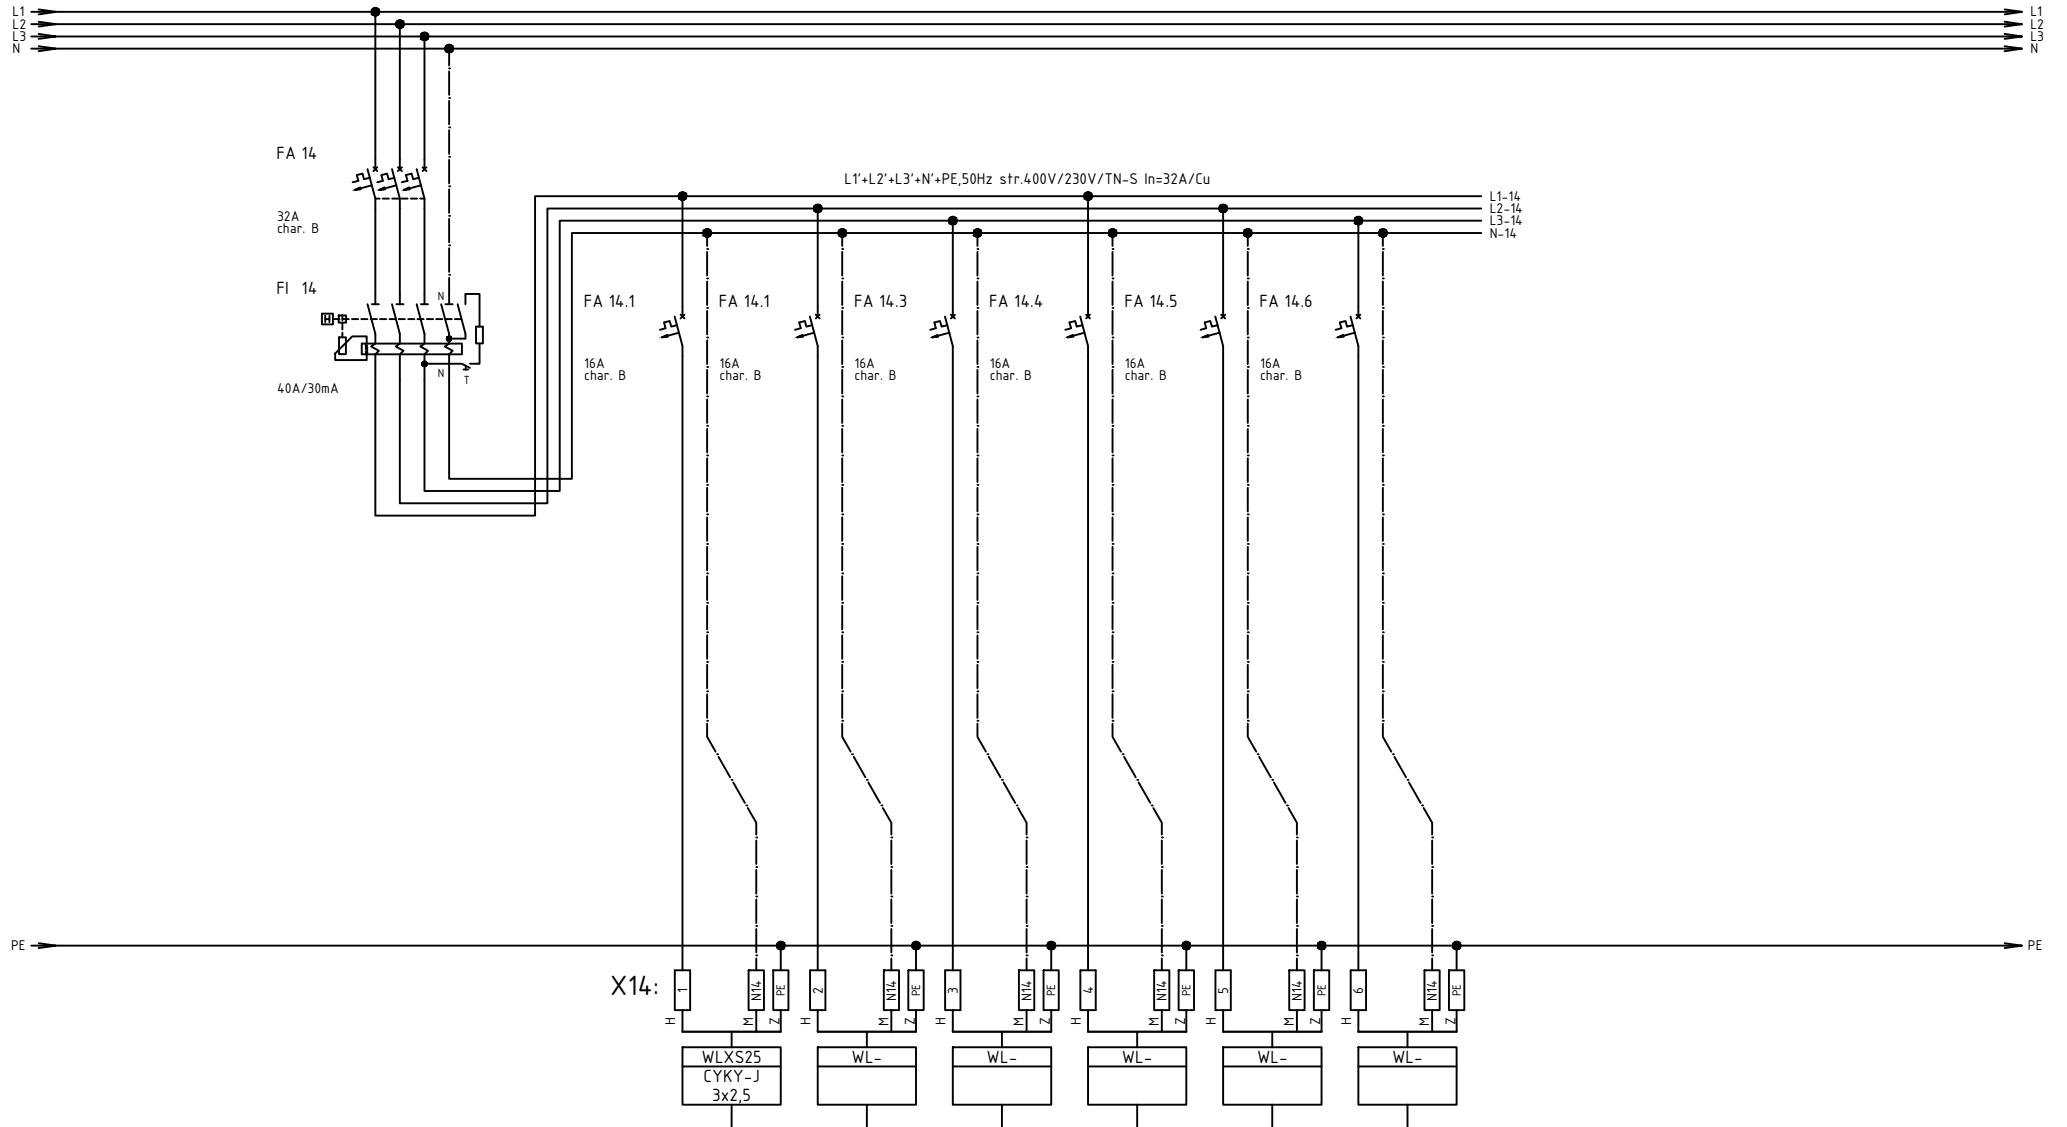 L1
L1
L2
L2
L3
L3
N
N
FA 14
32A
char. B
L1'+L2'+L3'+N'+PE,50Hz str.400V/230V/TN-S In=32A/Cu
L1-14
L2-14
L3-14
N-14
FI 14
N
N
T
40A/30mA
FA 14.1
FA 14.1
FA 14.3
FA 14.4
FA 14.5
FA 14.6
16A
char. B
16A
char. B
16A
char. B
16A
char. B
16A
char. B
16A
char. B
PE
PE
X14:
1
N14
PE
2
N14
PE
3
N14
PE
4
N14
PE
5
N14
PE
6
N14
PE
H
M
Z
H
M
Z
H
M
Z
H
M
Z
H
M
Z
H
M
Z
WLXS25
CYKY-J
3x2,5
WL-
WL-
WL-
WL-
WL-